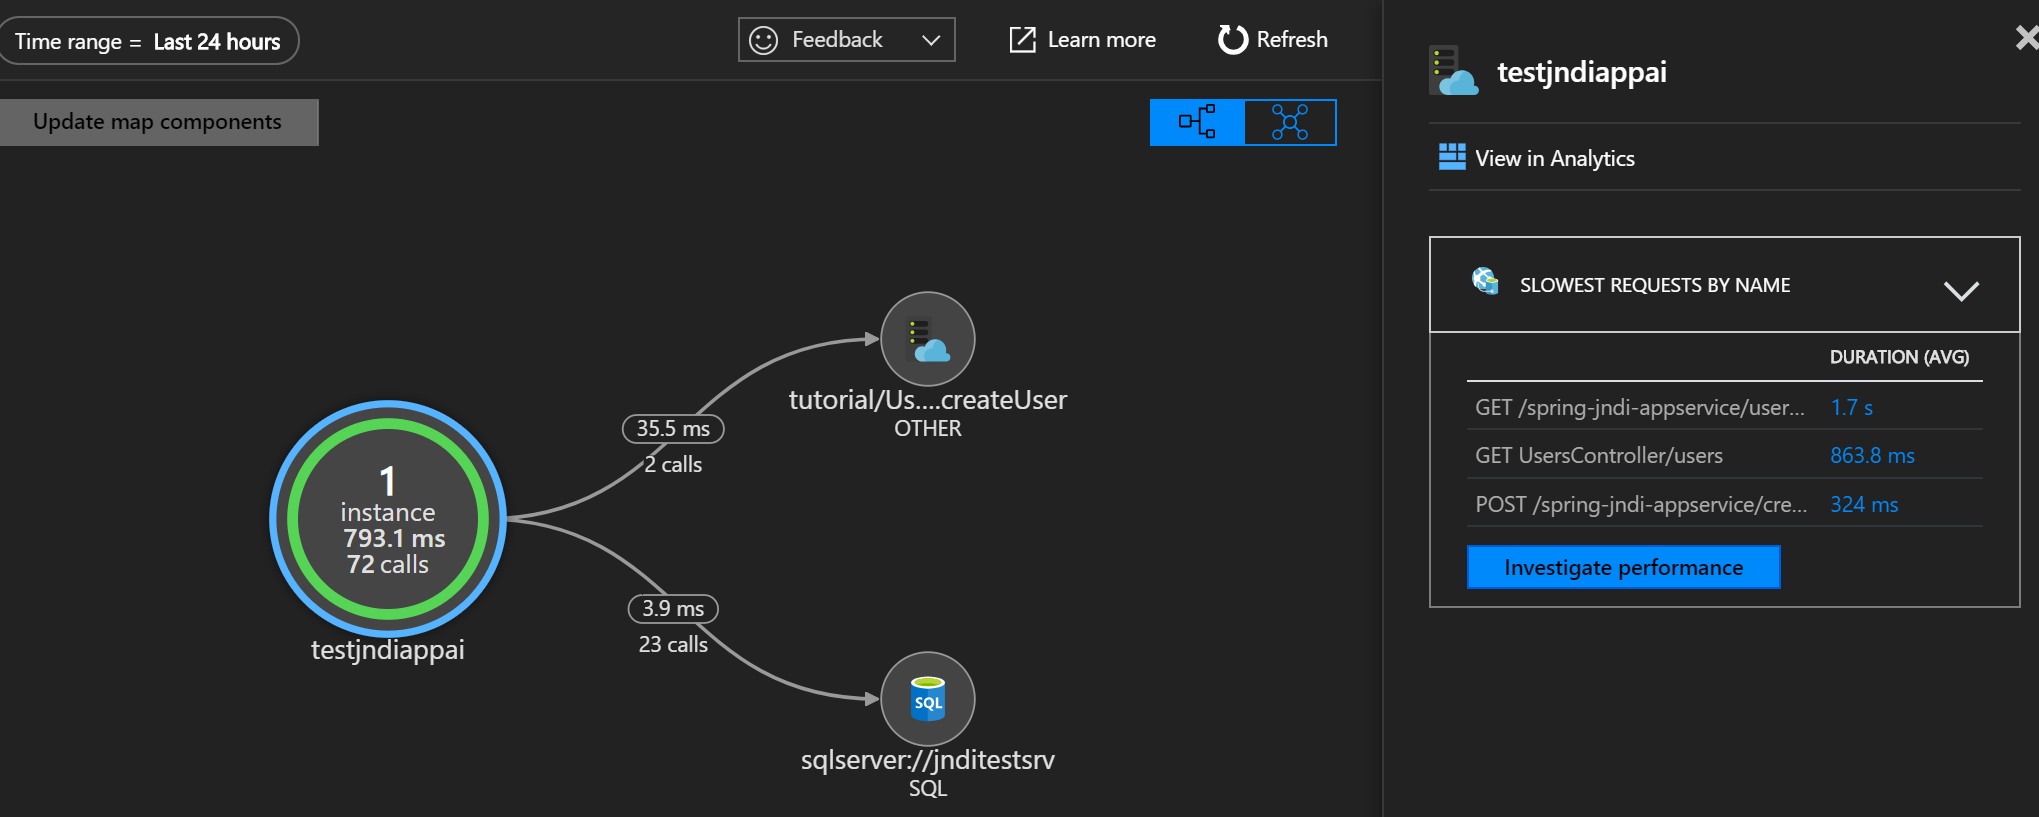 Time range = Last 24 hours
Feedback
Learn more
Refresh
Update map components
1
instance
793.1 ms
72 calls
testjndiappai
35.5 ms
2 calls
tutorial/Us....createUser
OTHER
3.9 ms
23 calls
SQL
sqlserver://jnditestsrv
SQL
testjndiappai
View in Analytics
SLOWEST REQUESTS BY NAME
DURATION (AVG)
GET /spring-jndi-appservice/user... 1.7 s
GET UsersController/users 863.8 ms
POST /spring-jndi-appservice/cre... 324 ms
Investigate performance